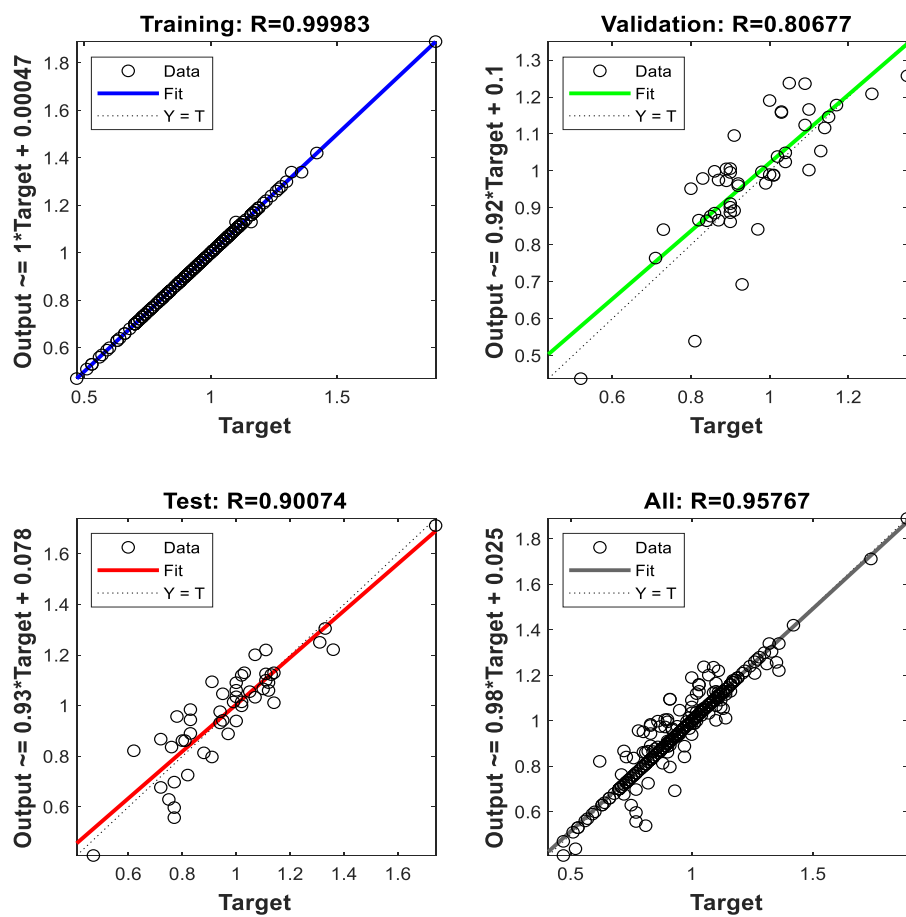 Training: R=0.99983
Output ~= 1*Target + 0.00047
1.8
1.6
1.4
1.2
1
0.8
0.6
Data
Fit
Y = T
0.5
1
1.5
Target
Validation: R=0.80677
Output ~= 0.92*Target + 0.1
1.3
1.2
1.1
1
0.9
0.8
0.7
0.6
0.5
Data
Fit
Y = T
0.6
0.8
1
1.2
Target
Test: R=0.90074
Output ~= 0.93*Target + 0.078
1.6
1.4
1.2
1
0.8
0.6
Data
Fit
Y = T
0.6
0.8
1
1.2
1.4
1.6
Target
All: R=0.95767
Output ~= 0.98*Target + 0.025
1.8
1.6
1.4
1.2
1
0.8
0.6
Data
Fit
Y = T
0.5
1
1.5
Target